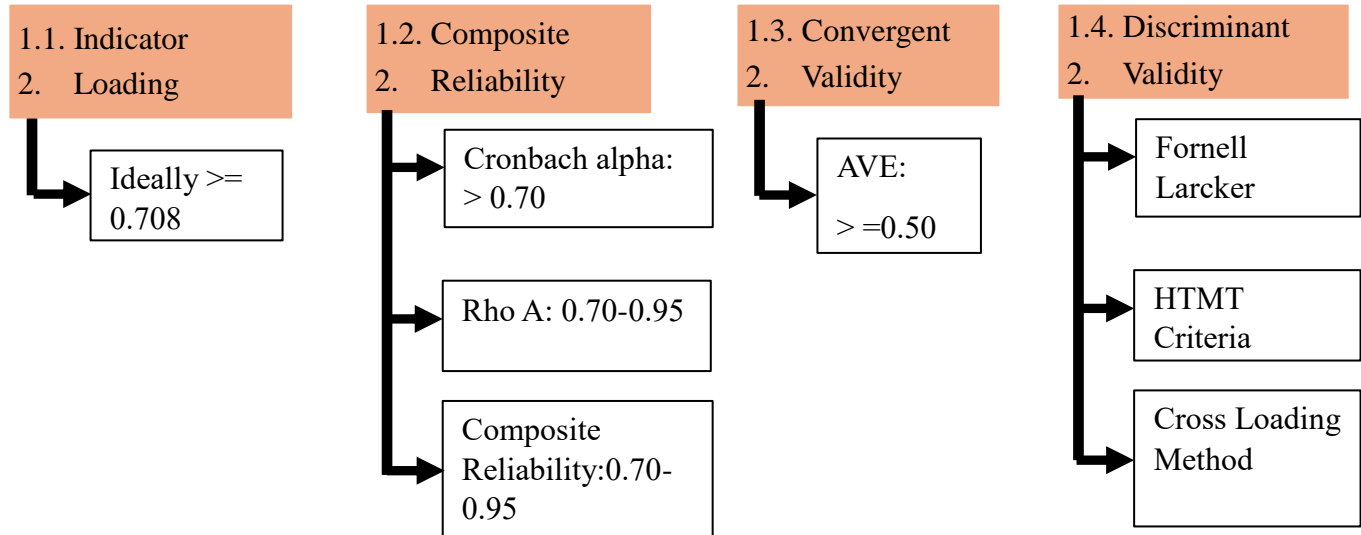 1.1. Indicator
2. Loading
Ideally >=
0.708
1.2. Composite
2. Reliability
Cronbach alpha:
> 0.70
Rho A: 0.70-0.95
Composite
Reliability:0.70-
0.95
1.3. Convergent
2. Validity
AVE:
> =0.50
1.4. Discriminant
2. Validity
Fornell
Larcker
HTMT
Criteria
Cross Loading
Method